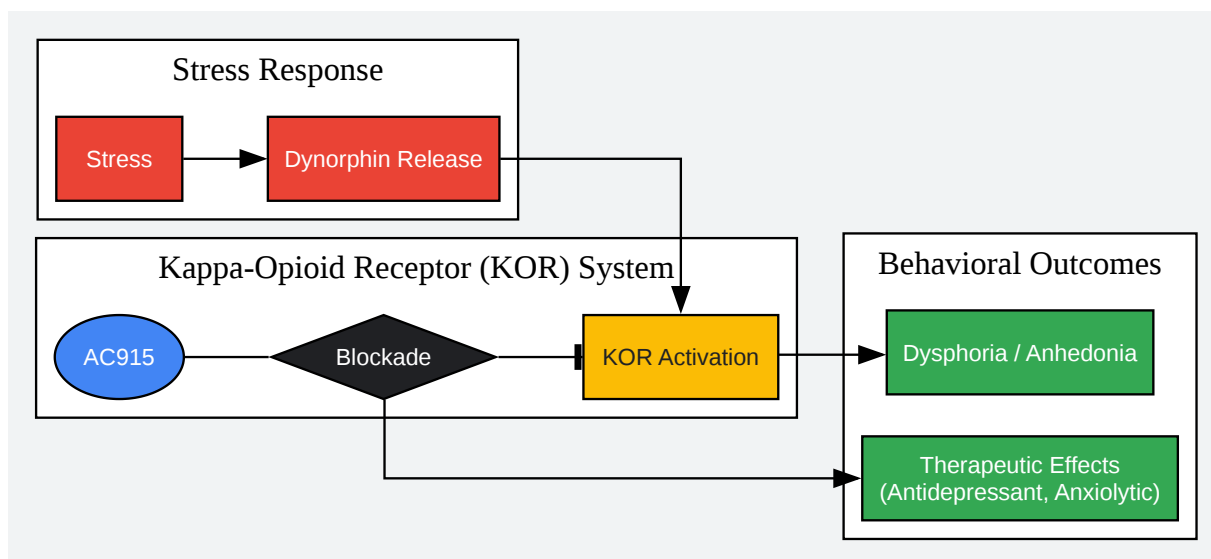 Stress Response
Stress
Dynorphin Release
Kappa-Opioid Receptor (KOR) System
AC915
Blockade
KOR Activation
Behavioral Outcomes
Dysphoria / Anhedonia
Therapeutic Effects
(Antidepressant, Anxiolytic)